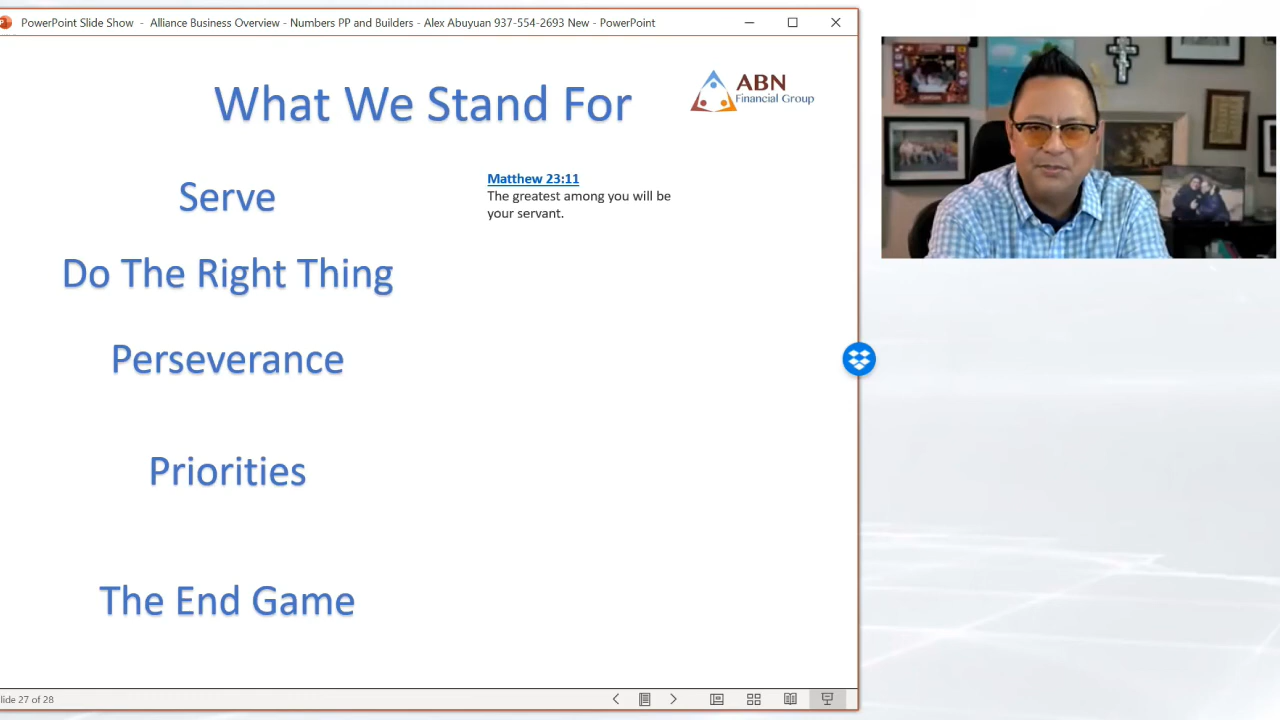 PowerPoint Slide Show - Alliance Business Overview - Numbers PP and Builders - Alex Abuyuan 937-554-2693 New - PowerPoint
What We Stand For
ABN
Financial Group
Serve
Matthew 23:11
The greatest among you will be
your servant.
Do The Right Thing
Perseverance
Priorities
The End Game
lide 27 of 28